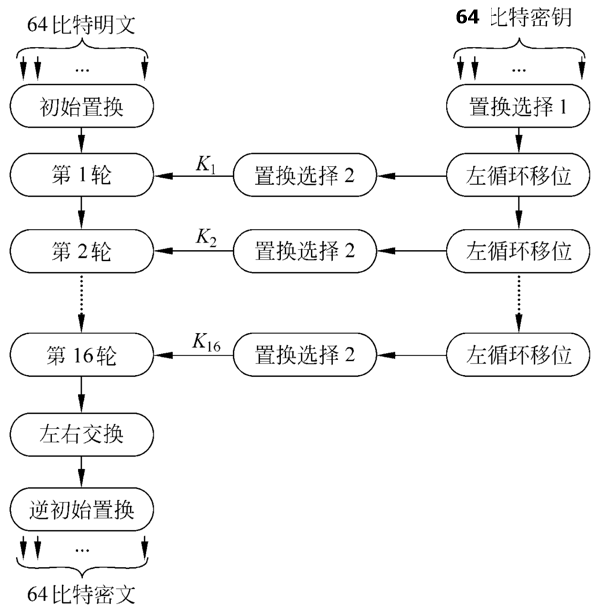 64比特明文
64 比特密钥
...
...
初始置换
置换选择1
第1轮
K1
置换选择2
左循环移位
第2轮
K2
置换选择2
左循环移位
第16轮
K16
置换选择2
左循环移位
左右交换
逆初始置换
...
64比特密文